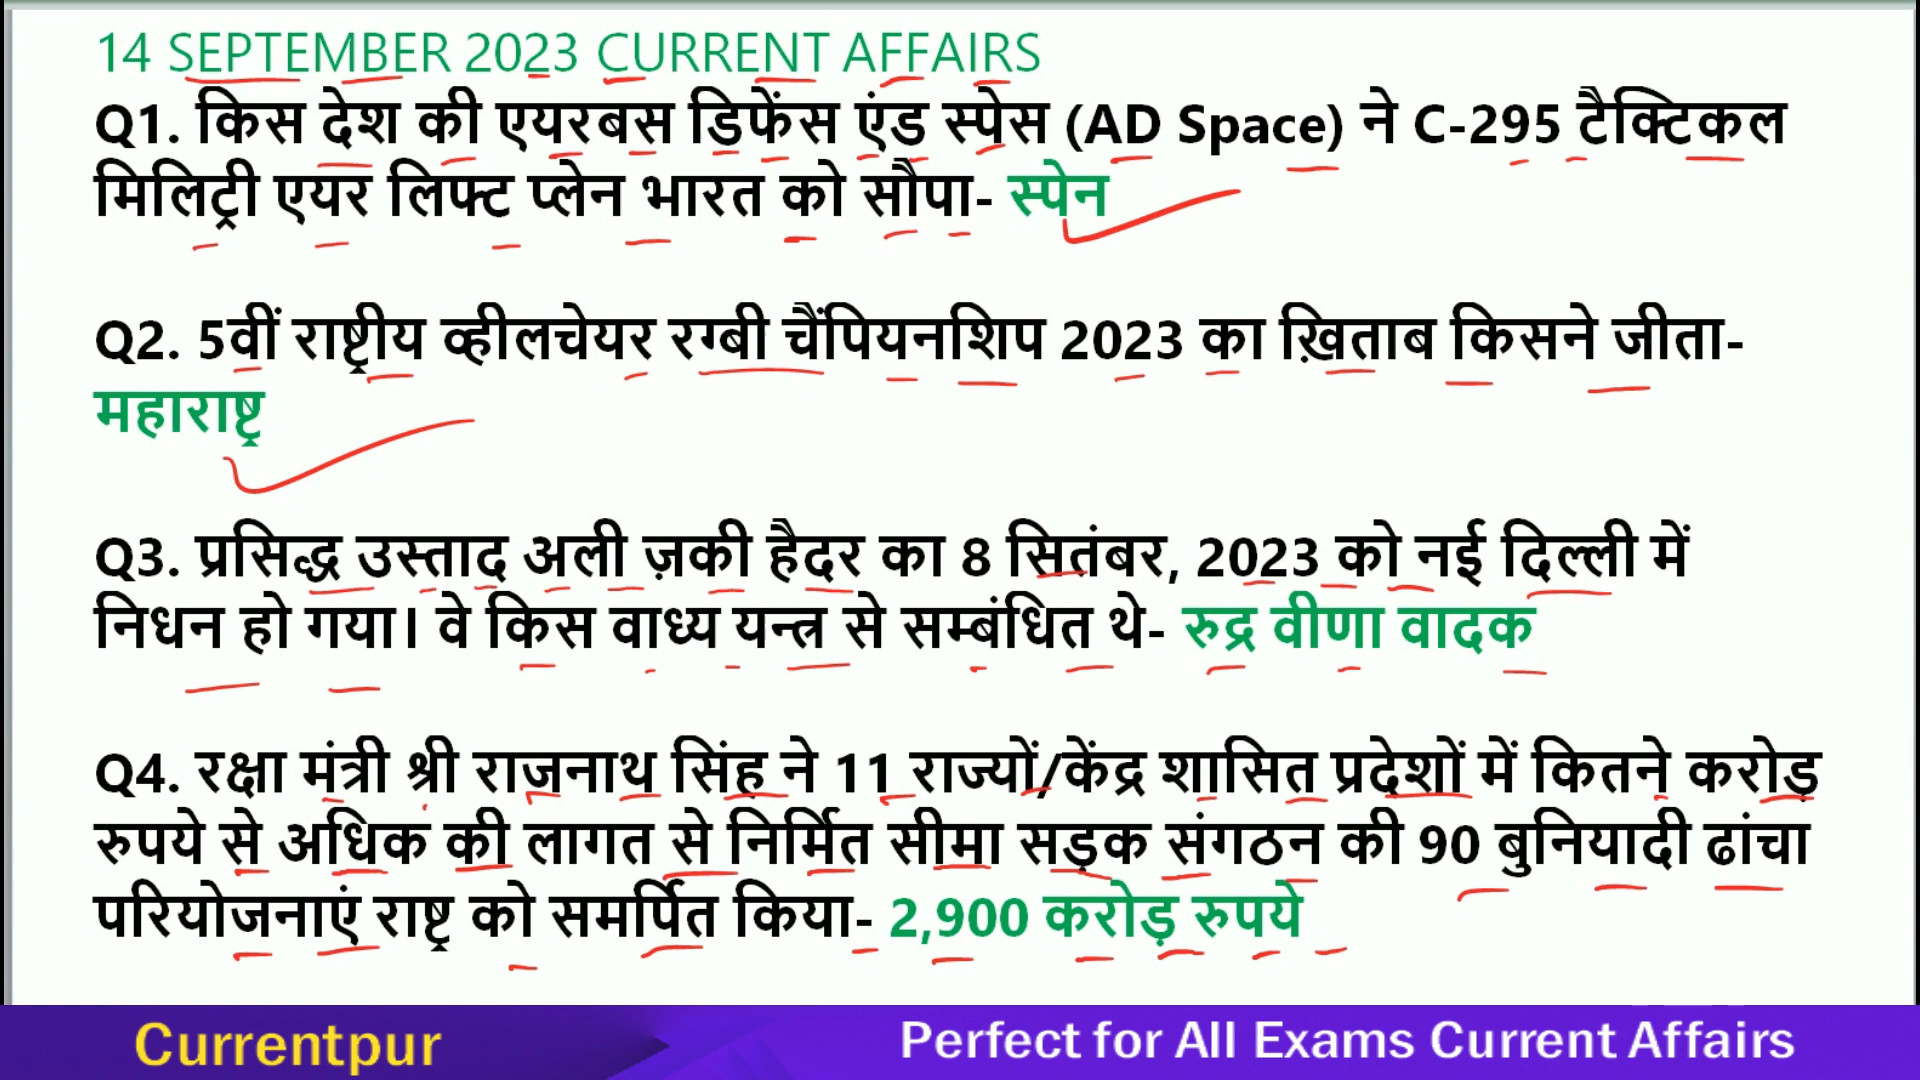 14 SEPTEMBER 2023 CURRENT AFFAIRS
Q1. किस देश की एयरबस डिफेंस एंड स्पेस (AD Space) ने C-295 टैक्टिकल
मिलिट्री एयर लिफ्ट प्लेन भारत को सौपा- स्पेन
Q2. 5वीं राष्ट्रीय व्हीलचेयर रग्बी चैंपियनशिप 2023 का ख़िताब किसने जीता-
महाराष्ट्र
Q3. प्रसिद्ध उस्ताद अली ज़की हैदर का 8 सितंबर, 2023 को नई दिल्ली में
निधन हो गया। वे किस वाध्य यन्त्र से सम्बंधित थे- रुद्र वीणा वादक
Q4. रक्षा मंत्री श्री राजनाथ सिंह ने 11 राज्यों/केंद्र शासित प्रदेशों में कितने करोड़
रुपये से अधिक की लागत से निर्मित सीमा सड़क संगठन की 90 बुनियादी ढांचा
परियोजनाएं राष्ट्र को समर्पित किया- 2,900 करोड़ रुपये
Currentpur
Perfect for All Exams Current Affairs